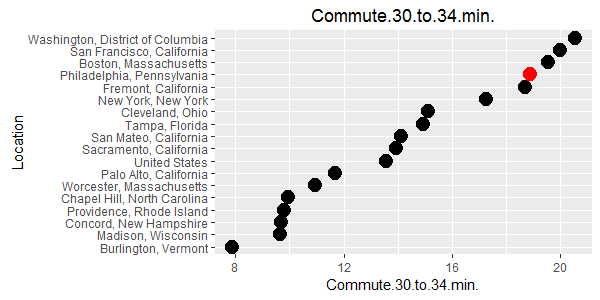 Commute.30.to.34.min.
Location
Washington, District of Columbia
San Francisco, California
Boston, Massachusetts
Philadelphia, Pennsylvania
Fremont, California
New York, New York
Cleveland, Ohio
Tampa, Florida
San Mateo, California
Sacramento, California
United States
Palo Alto, California
Worcester, Massachusetts
Chapel Hill, North Carolina
Providence, Rhode Island
Concord, New Hampshire
Madison, Wisconsin
Burlington, Vermont
8 12 16 20
Commute.30.to.34.min.